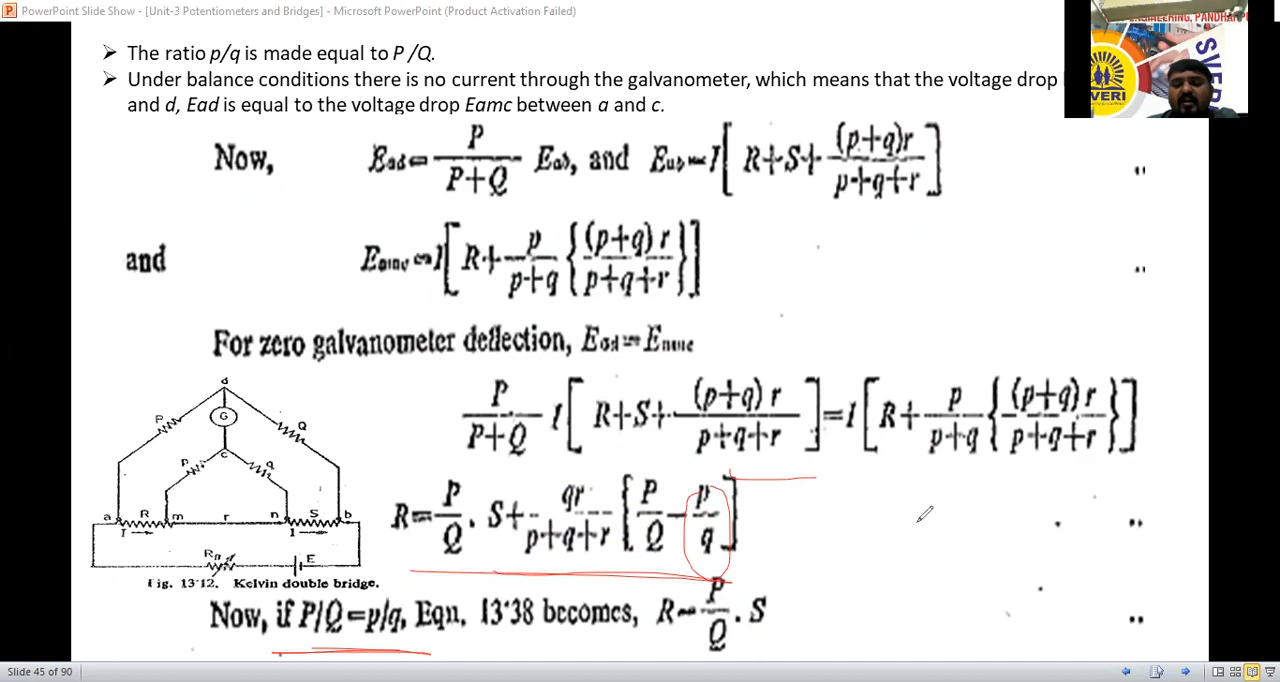 PowerPoint Slide Show - [Unit-3 Potentiometers and Bridges] - Microsoft PowerPoint (Product Activation Failed)
ENGINEERING, PANDHARP
SVER
VERI
➢ The ratio p/q is made equal to P /Q.
➢ Under balance conditions there is no current through the galvanometer, which means that the voltage drop
and d, Ead is equal to the voltage drop Eamc between a and c.
Now, Ead = P/(P+Q) Eab, and Eab = I[ R+S+ (p+q)r/(p+q+r) ]
and Eamc = I[ R+ p/(p+q) { (p+q) r/(p+q+r) } ]
For zero galvanometer deflection, Ead = Eamc
P/(P+Q) I[ R+S+ (p+q) r/(p+q+r) ] = I[ R+ p/(p+q) { (p+q) r/(p+q+r) } ]
R = P/Q . S+ qr/(p+q+r) [ P/Q − p/q ]
Now, if P/Q=p/q, Eqn. 13·38 becomes, R = P/Q . S
d
P G Q
c
p q
a R m r n S b
I I
E
Fig. 13·12. Kelvin double bridge.
Slide 45 of 90